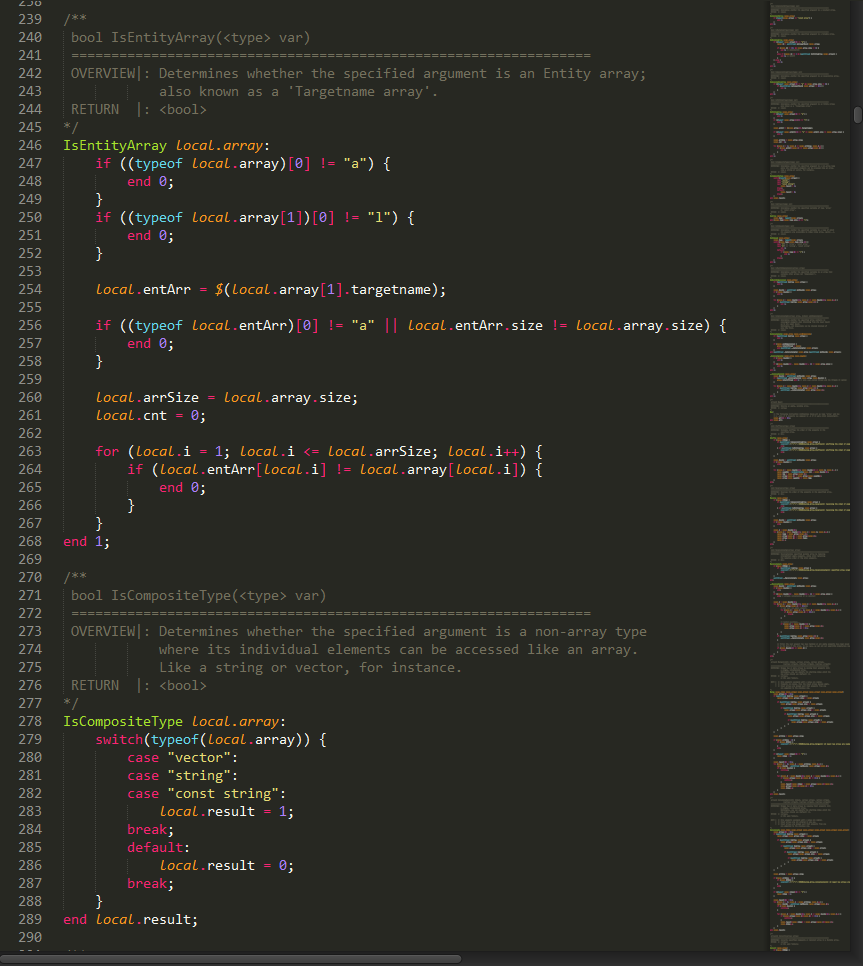 238
239 /**
240 bool IsEntityArray(<type> var)
241 =================================================================
242 OVERVIEW|: Determines whether the specified argument is an Entity array;
243 also known as a 'Targetname array'.
244 RETURN |: <bool>
245 */
246 IsEntityArray local.array:
247 if ((typeof local.array)[0] != "a") {
248 end 0;
249 }
250 if ((typeof local.array[1])[0] != "l") {
251 end 0;
252 }
253
254 local.entArr = $(local.array[1].targetname);
255
256 if ((typeof local.entArr)[0] != "a" || local.entArr.size != local.array.size) {
257 end 0;
258 }
259
260 local.arrSize = local.array.size;
261 local.cnt = 0;
262
263 for (local.i = 1; local.i <= local.arrSize; local.i++) {
264 if (local.entArr[local.i] != local.array[local.i]) {
265 end 0;
266 }
267 }
268 end 1;
269
270 /**
271 bool IsCompositeType(<type> var)
272 =================================================================
273 OVERVIEW|: Determines whether the specified argument is a non-array type
274 where its individual elements can be accessed like an array.
275 Like a string or vector, for instance.
276 RETURN |: <bool>
277 */
278 IsCompositeType local.array:
279 switch(typeof(local.array)) {
280 case "vector":
281 case "string":
282 case "const string":
283 local.result = 1;
284 break;
285 default:
286 local.result = 0;
287 break;
288 }
289 end local.result;
290